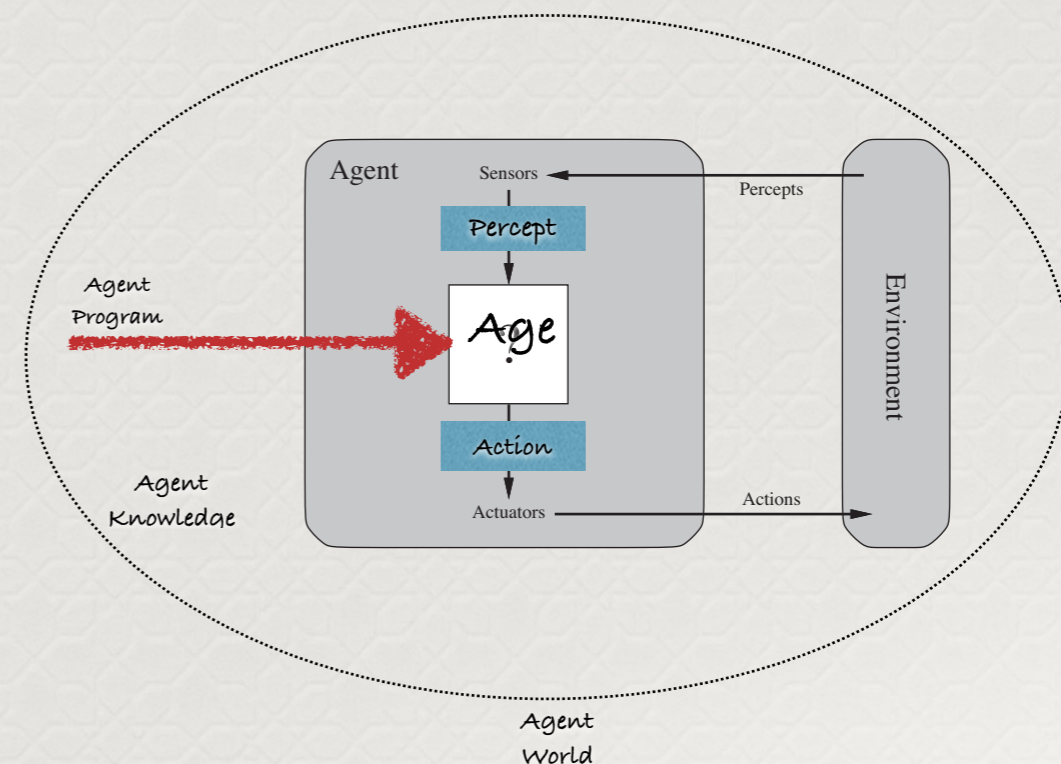 Agent
Sensors
Percepts
Percept
Agent
Program
Age
?
Environment
Action
Agent
Knowledge
Actuators
Actions
Agent
World